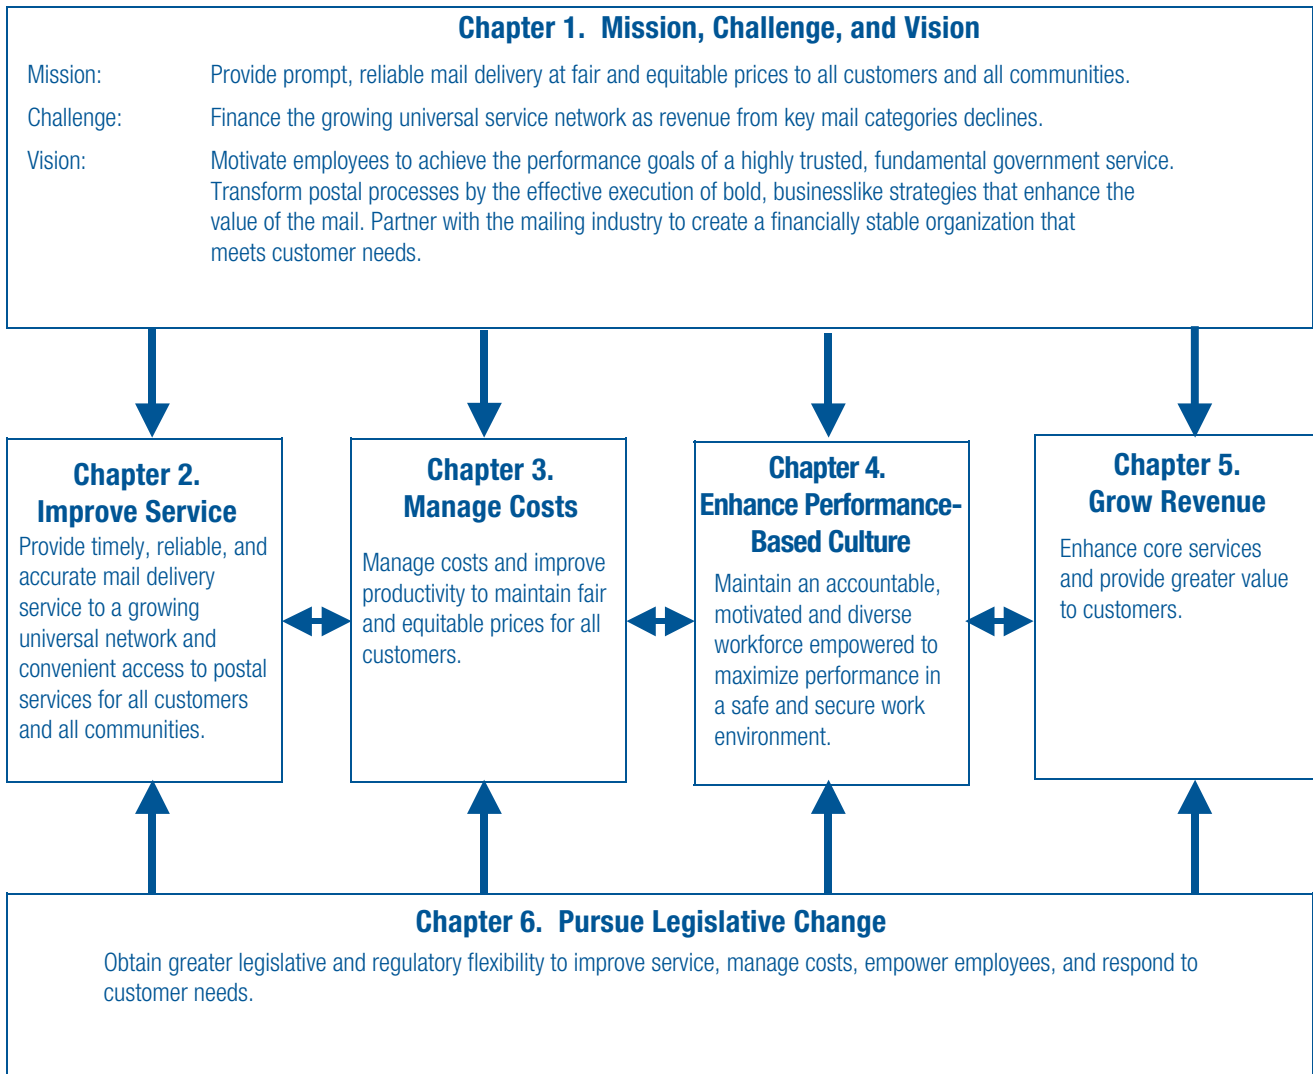 Chapter 1. Mission, Challenge, and Vision
Mission: Provide prompt, reliable mail delivery at fair and equitable prices to all customers and all communities.
Challenge: Finance the growing universal service network as revenue from key mail categories declines.
Vision: Motivate employees to achieve the performance goals of a highly trusted, fundamental government service.
Transform postal processes by the effective execution of bold, businesslike strategies that enhance the
value of the mail. Partner with the mailing industry to create a financially stable organization that
meets customer needs.
Chapter 2.
Improve Service
Provide timely, reliable, and
accurate mail delivery
service to a growing
universal network and
convenient access to postal
services for all customers
and all communities.
Chapter 3.
Manage Costs
Manage costs and improve
productivity to maintain fair
and equitable prices for all
customers.
Chapter 4.
Enhance Performance-
Based Culture
Maintain an accountable,
motivated and diverse
workforce empowered to
maximize performance in
a safe and secure work
environment.
Chapter 5.
Grow Revenue
Enhance core services
and provide greater value
to customers.
Chapter 6. Pursue Legislative Change
Obtain greater legislative and regulatory flexibility to improve service, manage costs, empower employees, and respond to
customer needs.